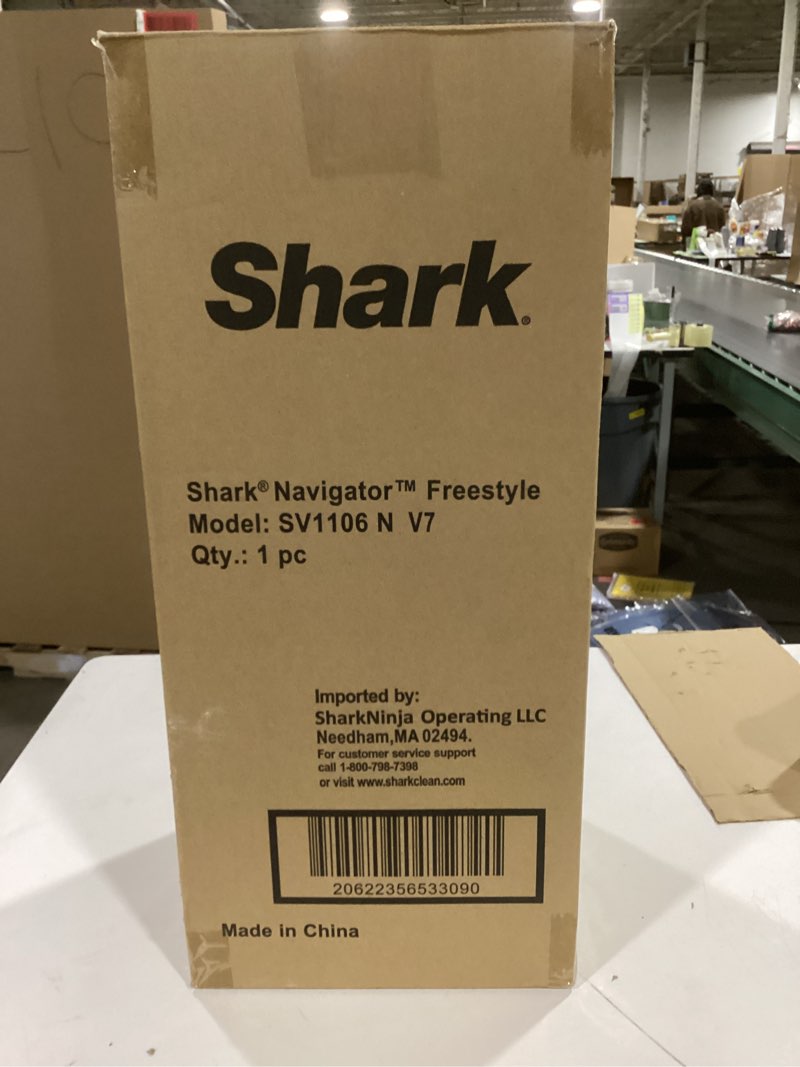 Shark®
Shark® Navigator™ Freestyle
Model: SV1106 N V7
Qty.: 1 pc
Imported by:
SharkNinja Operating LLC
Needham,MA 02494.
For customer service support
call 1-800-798-7398
or visit www.sharkclean.com
20622356533090
Made in China